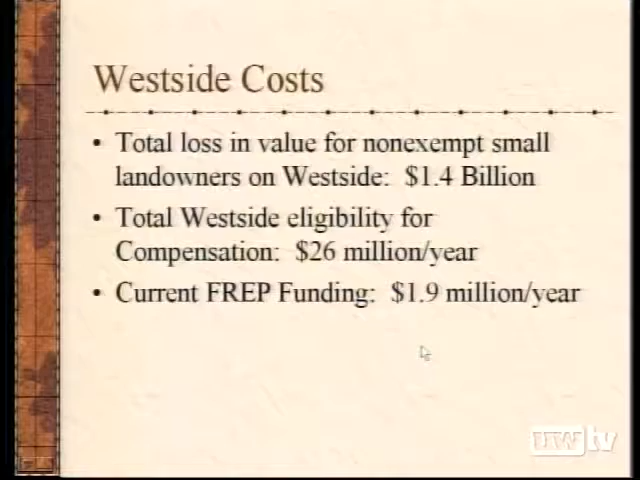 Westside Costs
• Total loss in value for nonexempt small
landowners on Westside: $1.4 Billion
• Total Westside eligibility for
Compensation: $26 million/year
• Current FREP Funding: $1.9 million/year
UWtv